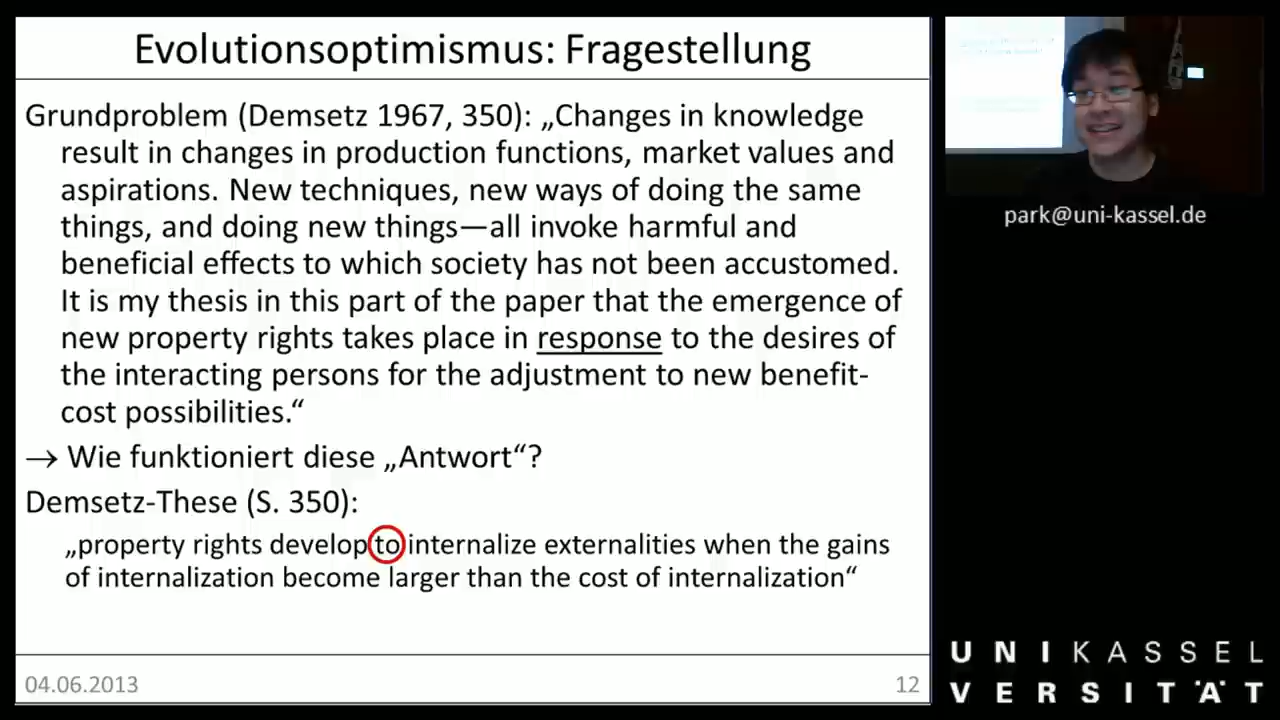 Evolutionsoptimismus: Fragestellung
Grundproblem (Demsetz 1967, 350): „Changes in knowledge
result in changes in production functions, market values and
aspirations. New techniques, new ways of doing the same
things, and doing new things—all invoke harmful and
beneficial effects to which society has not been accustomed.
It is my thesis in this part of the paper that the emergence of
new property rights takes place in response to the desires of
the interacting persons for the adjustment to new benefit-
cost possibilities.“
→ Wie funktioniert diese „Antwort“?
Demsetz-These (S. 350):
„property rights develop to internalize externalities when the gains
of internalization become larger than the cost of internalization“
04.06.2013
12
park@uni-kassel.de
UNIKASSEL
VERSITÄT